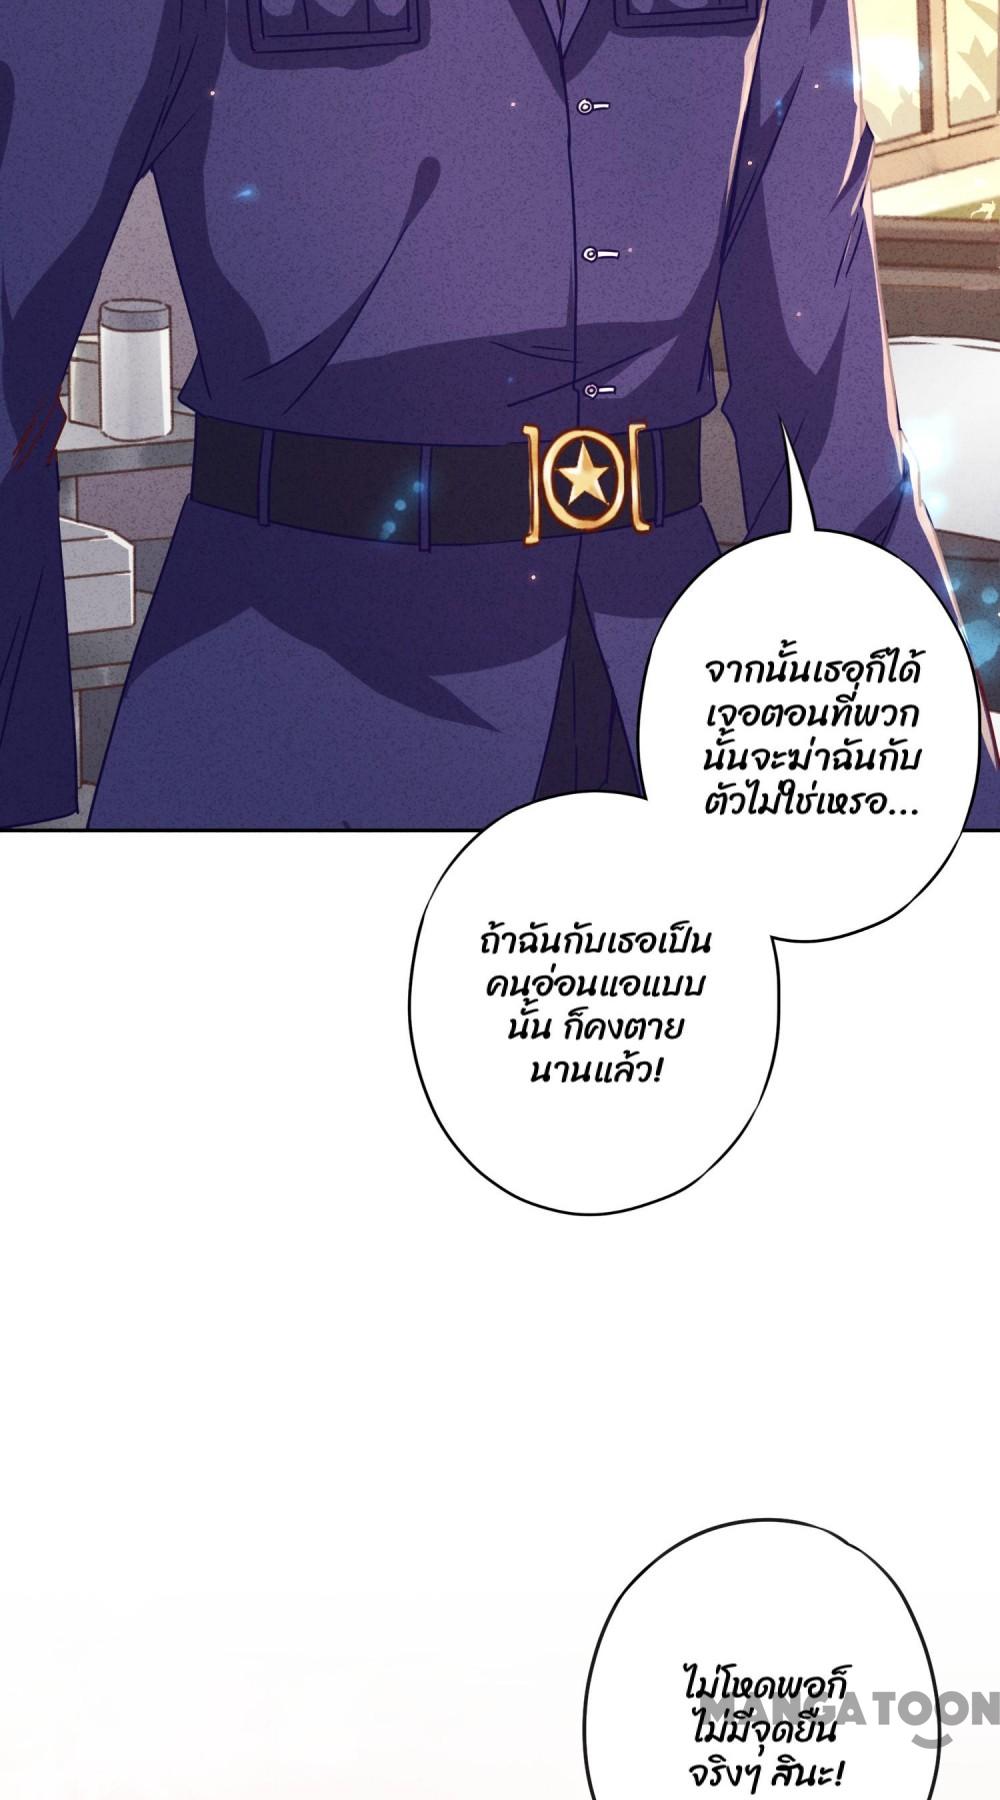 จากนั้นเธอก็ได้
เจอตอนที่พวก
นั้นจะฆ่าฉันกับ
ตัวไม่ใช่เหรอ...
ถ้าฉันกับเธอเป็น
คนอ่อนแอแบบ
นั้น ก็คงตาย
นานแล้ว!
ไม่โหดพอก็
MANGATOON
ไม่มีจุดยืน
จริงๆ สินะ!